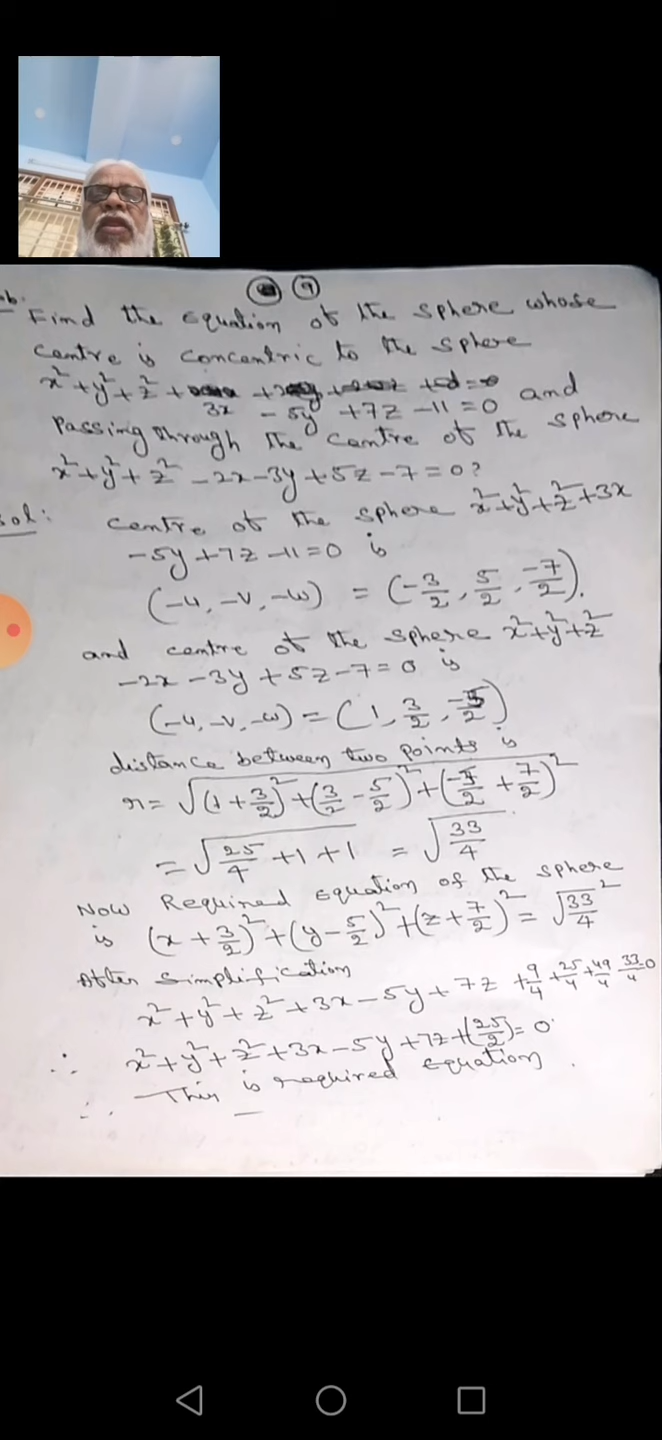 9
Find the equation of the sphere whose
centre is concentric to the sphere
x² + y² + z² + 3x - 5y + 7z - 11 = 0 and
passing through the centre of the sphere
x² + y² + z² - 2x - 3y + 5z - 7 = 0?
Sol: centre of the sphere x² + y² + z² + 3x
- 5y + 7z - 11 = 0 is
(-u, -v, -w) = (-3/2, 5/2, -7/2).
and centre of the sphere x² + y² + z²
- 2x - 3y + 5z - 7 = 0 is
(-u, -v, -w) = (1, 3/2, -5/2)
distance between two points is
r = √(1 + 3/2)² + (3/2 - 5/2)² + (-5/2 + 7/2)²
= √25/4 + 1 + 1 = √33/4
Now Required equation of the sphere
is (x + 3/2)² + (y - 5/2)² + (z + 7/2)² = √33/4²
After simplification
x² + y² + z² + 3x - 5y + 7z + 9/4 + 25/4 + 49/4 - 33/4 = 0
∴ x² + y² + z² + 3x - 5y + 7z + (25/2) = 0
∴ This is required equation.